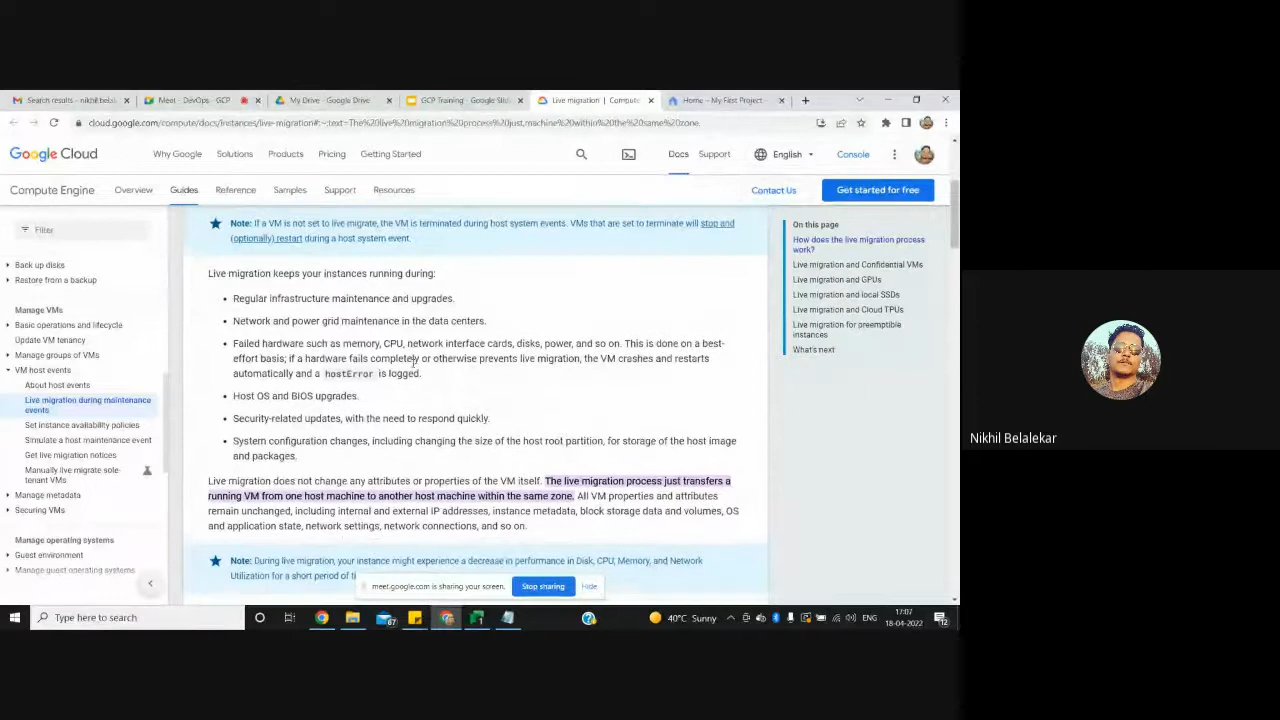 Search results - nikhil.bela
Meet - DevOps - GCP
My Drive - Google Drive
GCP Training - Google Slid
Live migration | Compute
Home – My First Project
cloud.google.com/compute/docs/instances/live-migration#:~:text=The%20live%20migration%20process%20just,machine%20within%20the%20same%20zone.
Google Cloud
Why Google
Solutions
Products
Pricing
Getting Started
Docs
Support
English
Console
Compute Engine
Overview
Guides
Reference
Samples
Support
Resources
Contact Us
Get started for free
Filter
Back up disks
Restore from a backup
Manage VMs
Basic operations and lifecycle
Update VM tenancy
Manage groups of VMs
VM host events
About host events
Live migration during maintenance
events
Set instance availability policies
Simulate a host maintenance event
Get live migration notices
Manually live migrate sole-
tenant VMs
Manage metadata
Securing VMs
Manage operating systems
Guest environment
Manage guest operating systems
Note: If a VM is not set to live migrate, the VM is terminated during host system events. VMs that are set to terminate will stop and
(optionally) restart during a host system event.
Live migration keeps your instances running during:
• Regular infrastructure maintenance and upgrades.
• Network and power grid maintenance in the data centers.
• Failed hardware such as memory, CPU, network interface cards, disks, power, and so on. This is done on a best-
effort basis; if a hardware fails completely or otherwise prevents live migration, the VM crashes and restarts
automatically and a hostError is logged.
• Host OS and BIOS upgrades.
• Security-related updates, with the need to respond quickly.
• System configuration changes, including changing the size of the host root partition, for storage of the host image
and packages.
Live migration does not change any attributes or properties of the VM itself. The live migration process just transfers a
running VM from one host machine to another host machine within the same zone. All VM properties and attributes
remain unchanged, including internal and external IP addresses, instance metadata, block storage data and volumes, OS
and application state, network settings, network connections, and so on.
Note: During live migration, your instance might experience a decrease in performance in Disk, CPU, Memory, and Network
Utilization for a short period of
meet.google.com is sharing your screen.
Stop sharing
Hide
On this page
How does the live migration process
work?
Live migration and Confidential VMs
Live migration and GPUs
Live migration and local SSDs
Live migration and Cloud TPUs
Live migration for preemptible
instances
What's next
Nikhil Belalekar
Type here to search
67
40°C Sunny
ENG
17:07
18-04-2022
12